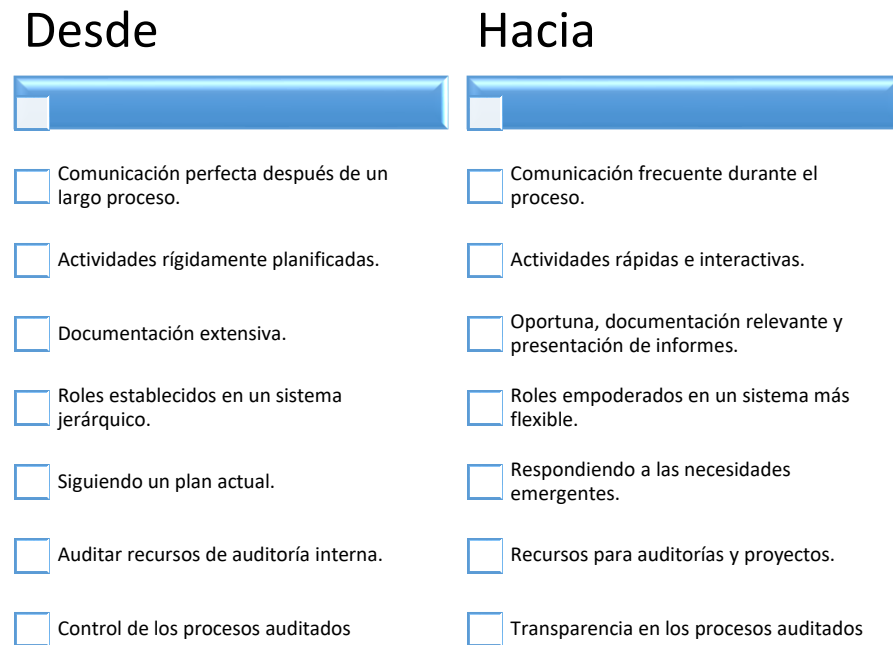 Desde
Comunicación perfecta después de un
largo proceso.
Actividades rígidamente planificadas.
Documentación extensiva.
Roles establecidos en un sistema
jerárquico.
Siguiendo un plan actual.
Auditar recursos de auditoría interna.
Control de los procesos auditados
Hacia
Comunicación frecuente durante el
proceso.
Actividades rápidas e interactivas.
Oportuna, documentación relevante y
presentación de informes.
Roles empoderados en un sistema más
flexible.
Respondiendo a las necesidades
emergentes.
Recursos para auditorías y proyectos.
Transparencia en los procesos auditados